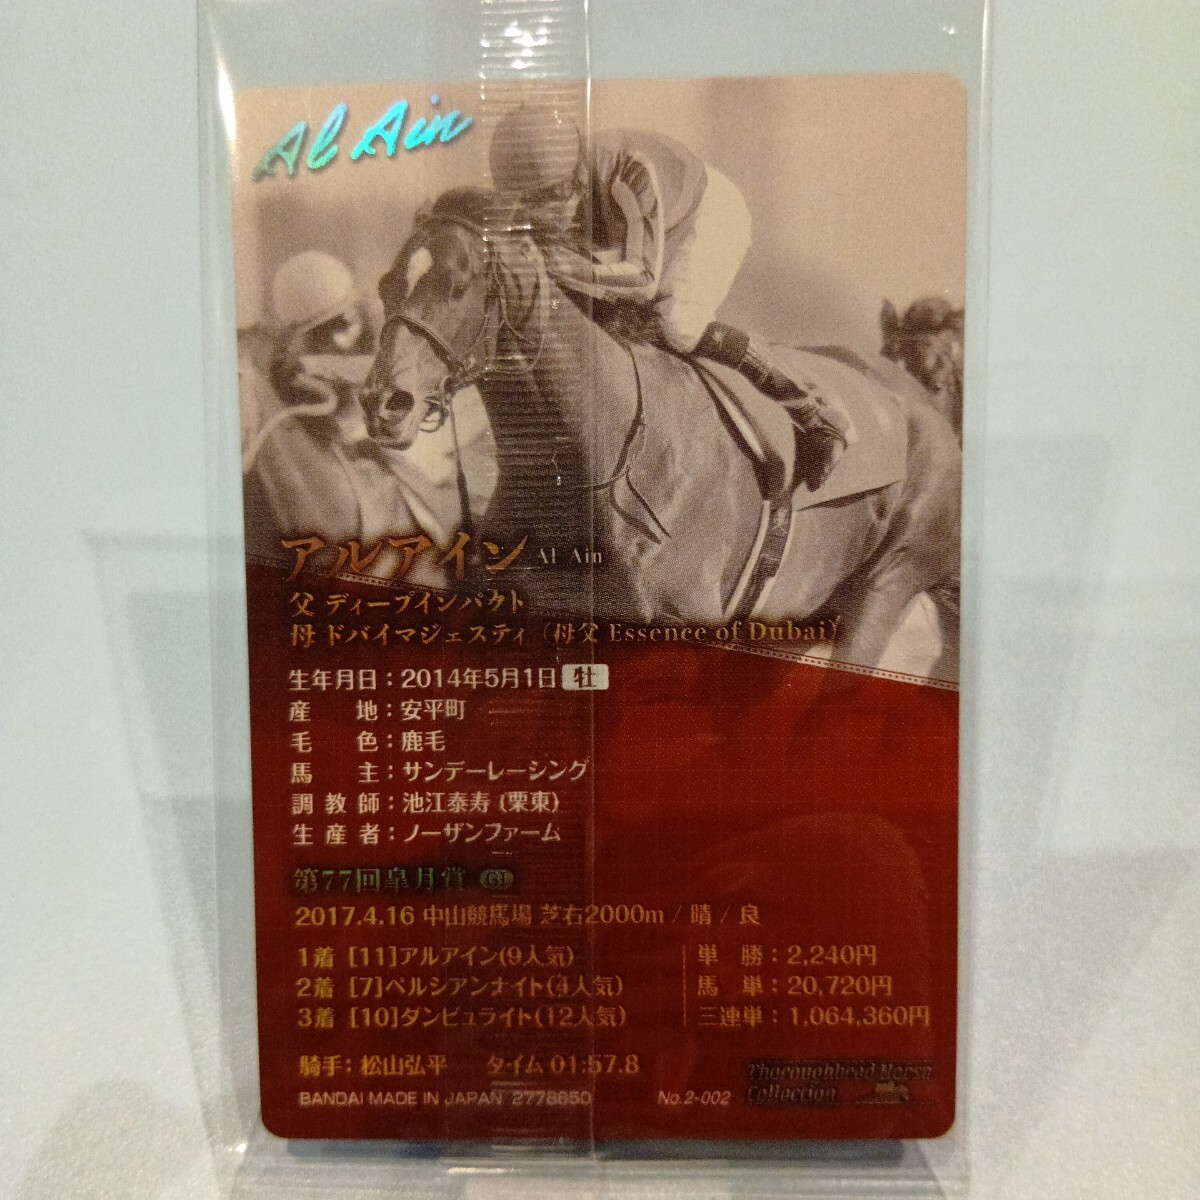 Al Ain
アルアイン Al Ain
父 ディープインパクト
母 ドバイマジェスティ（母父 Essence of Dubai）
生年月日：2014年5月1日 牡
産地：安平町
毛色：鹿毛
馬主：サンデーレーシング
調教師：池江泰寿 (栗東)
生産者：ノーザンファーム
第77回皐月賞 GI
2017.4.16 中山競馬場 芝右2000m / 晴 / 良
1着 [11]アルアイン(9人気)
2着 [7]ペルシアンナイト(4人気)
3着 [10]ダンビュライト(12人気)
単勝：2,240円
馬単：20,720円
三連単：1,064,360円
騎手：松山弘平 タイム 01:57.8
BANDAI MADE IN JAPAN 2778650 No.2-002
Thoroughbred Horse
Collection